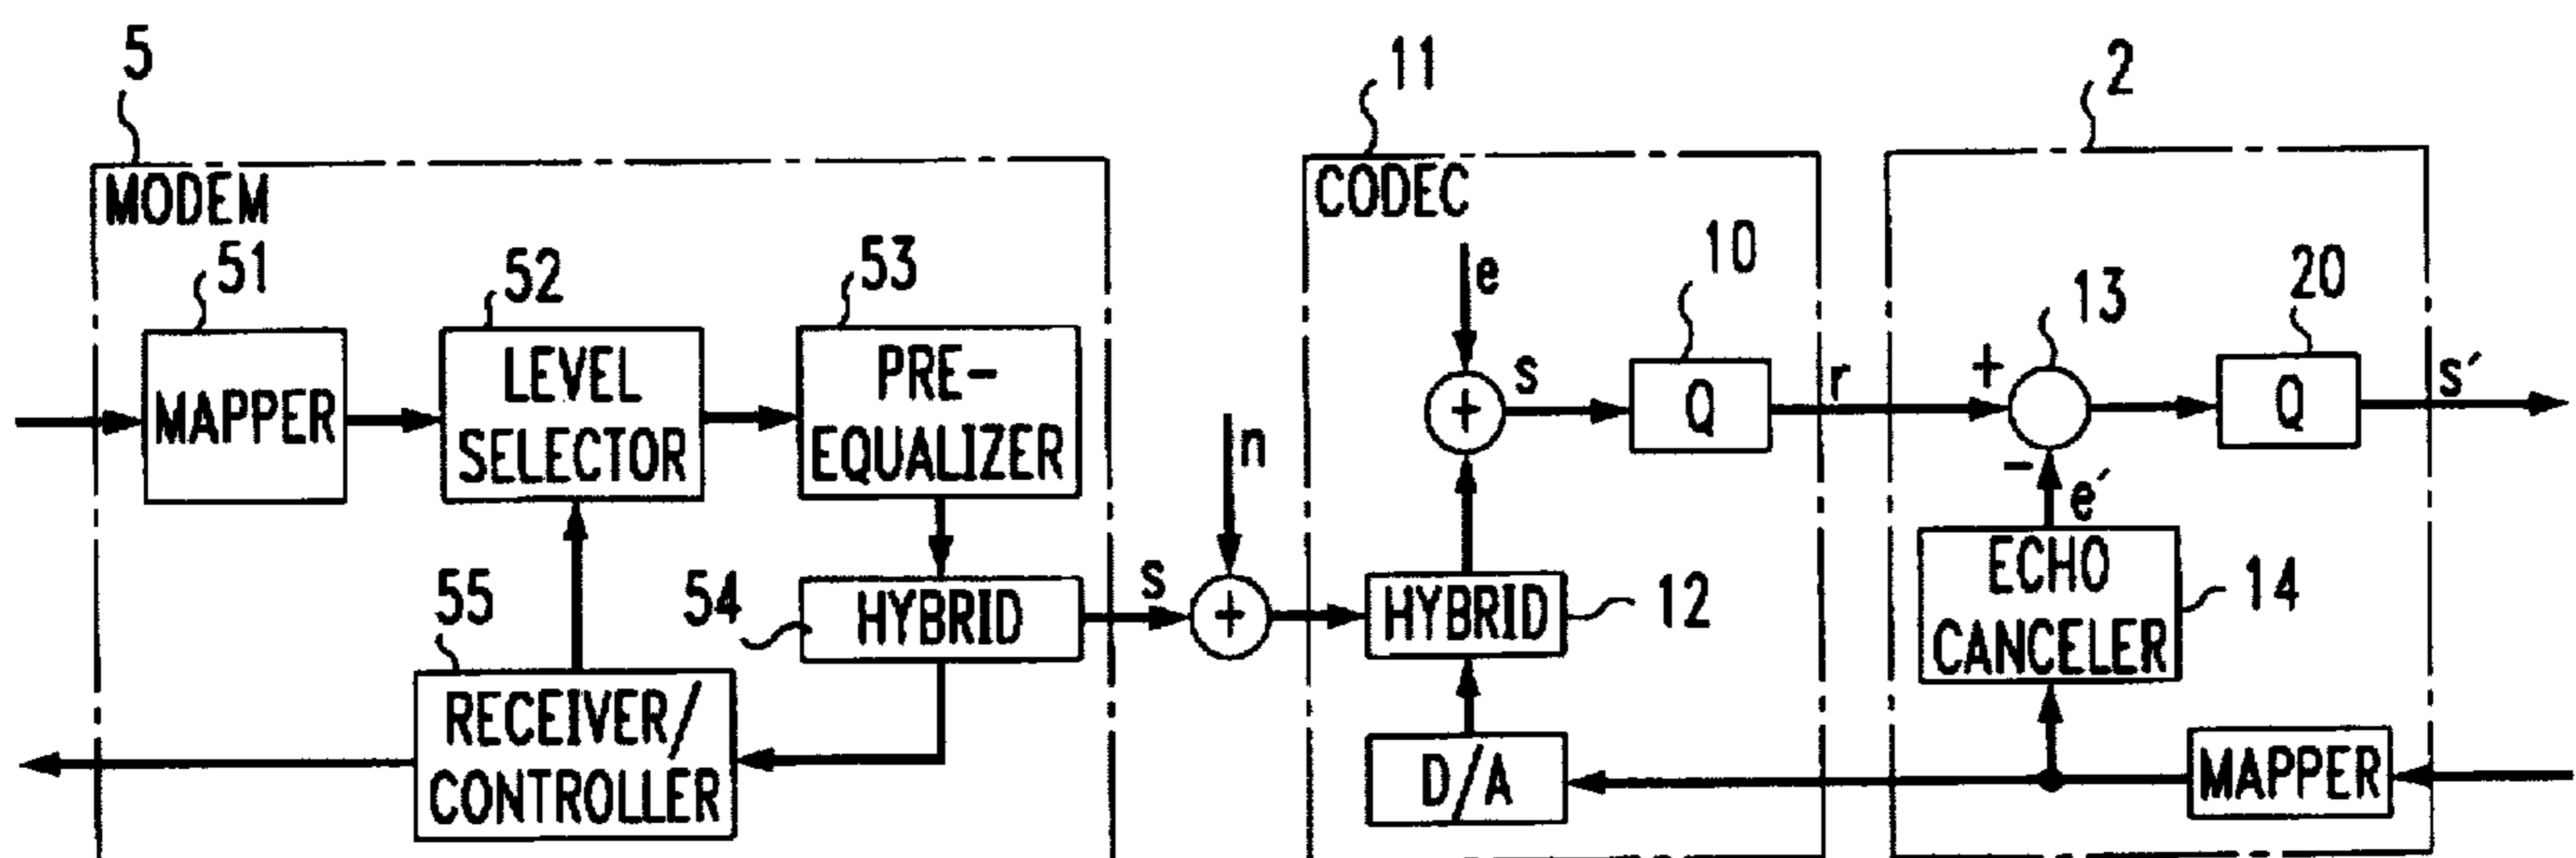 5
11
2
MODEM
CODEC
51
52
53
10
13
20
MAPPER
LEVEL
SELECTOR
PRE-
EQUALIZER
e
+
s
Q
r
+
-
Q
s′
n
e′
55
54
HYBRID
s
+
HYBRID
12
ECHO
CANCELER
14
RECEIVER/
CONTROLLER
D/A
MAPPER